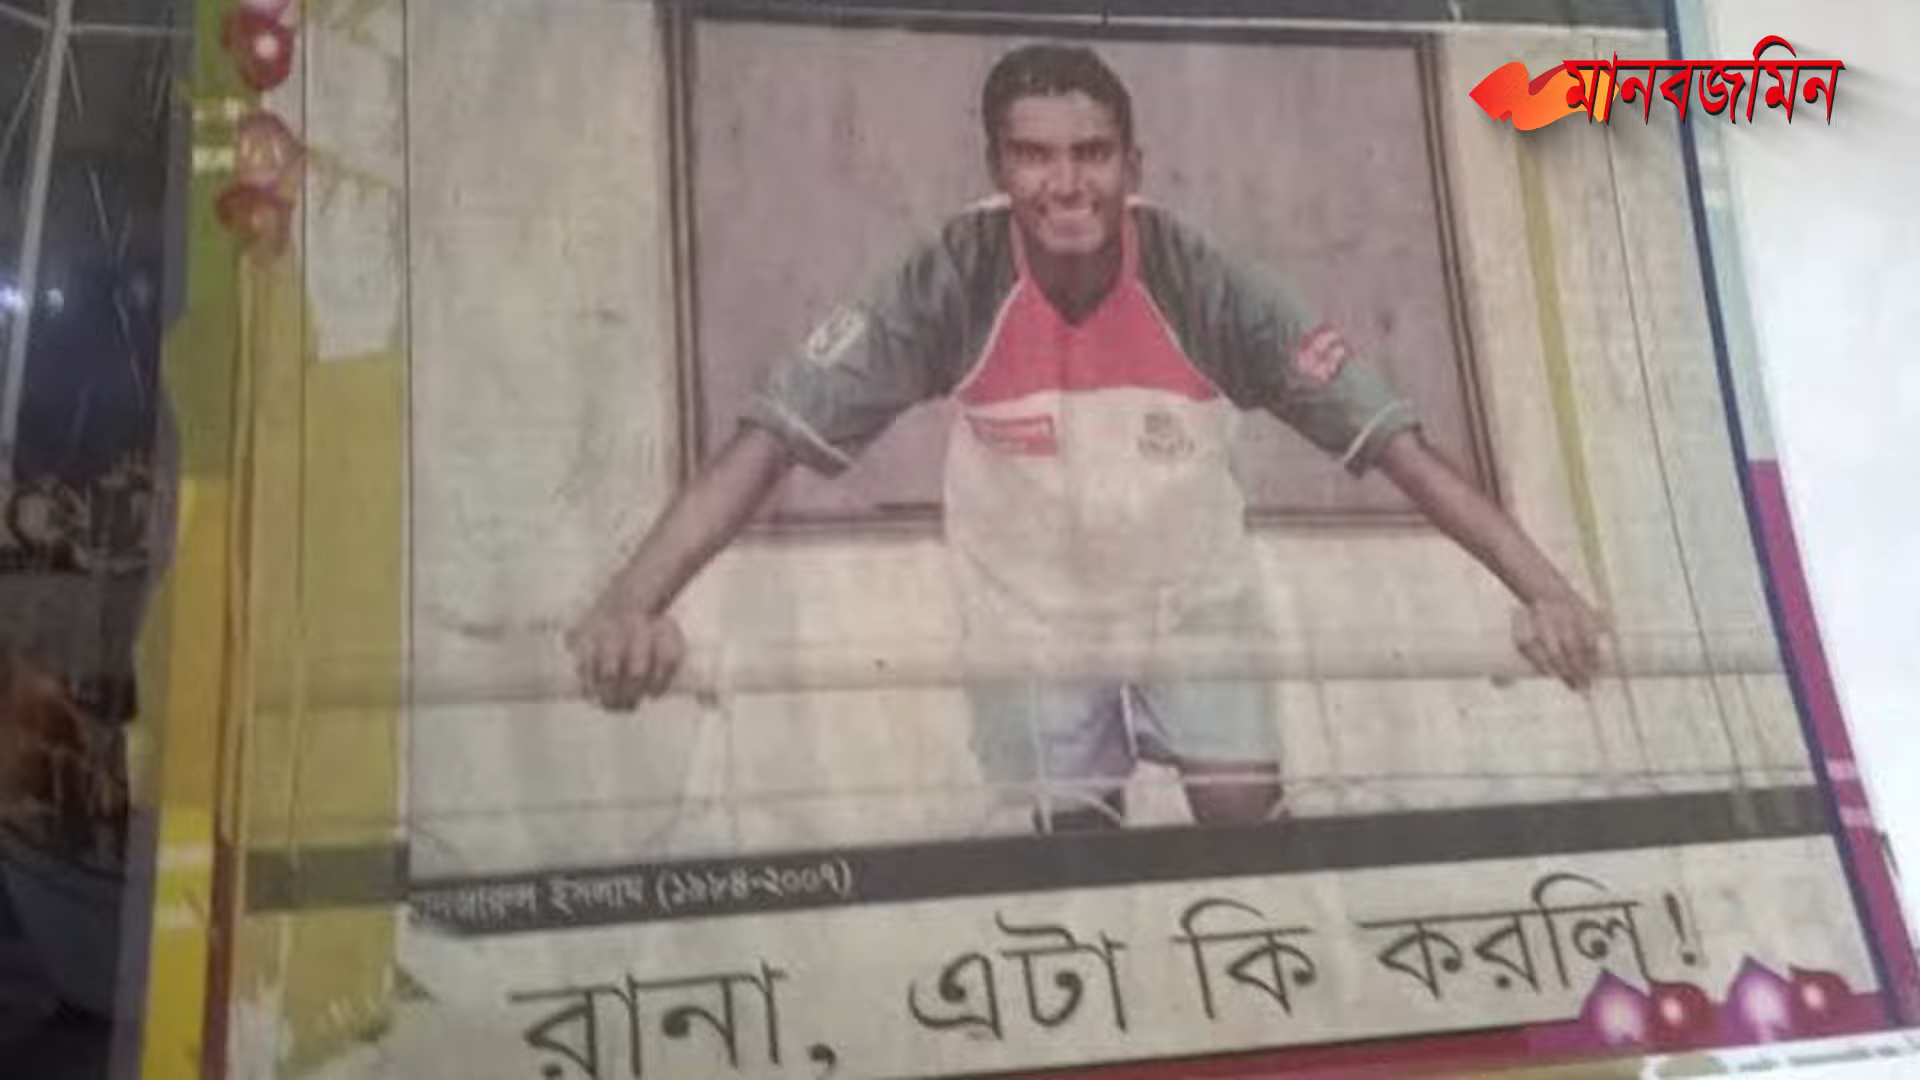 মানবজমিন
ইসলাম (১৯৮৪-২০০৭)
রানা, এটা কি করলি!